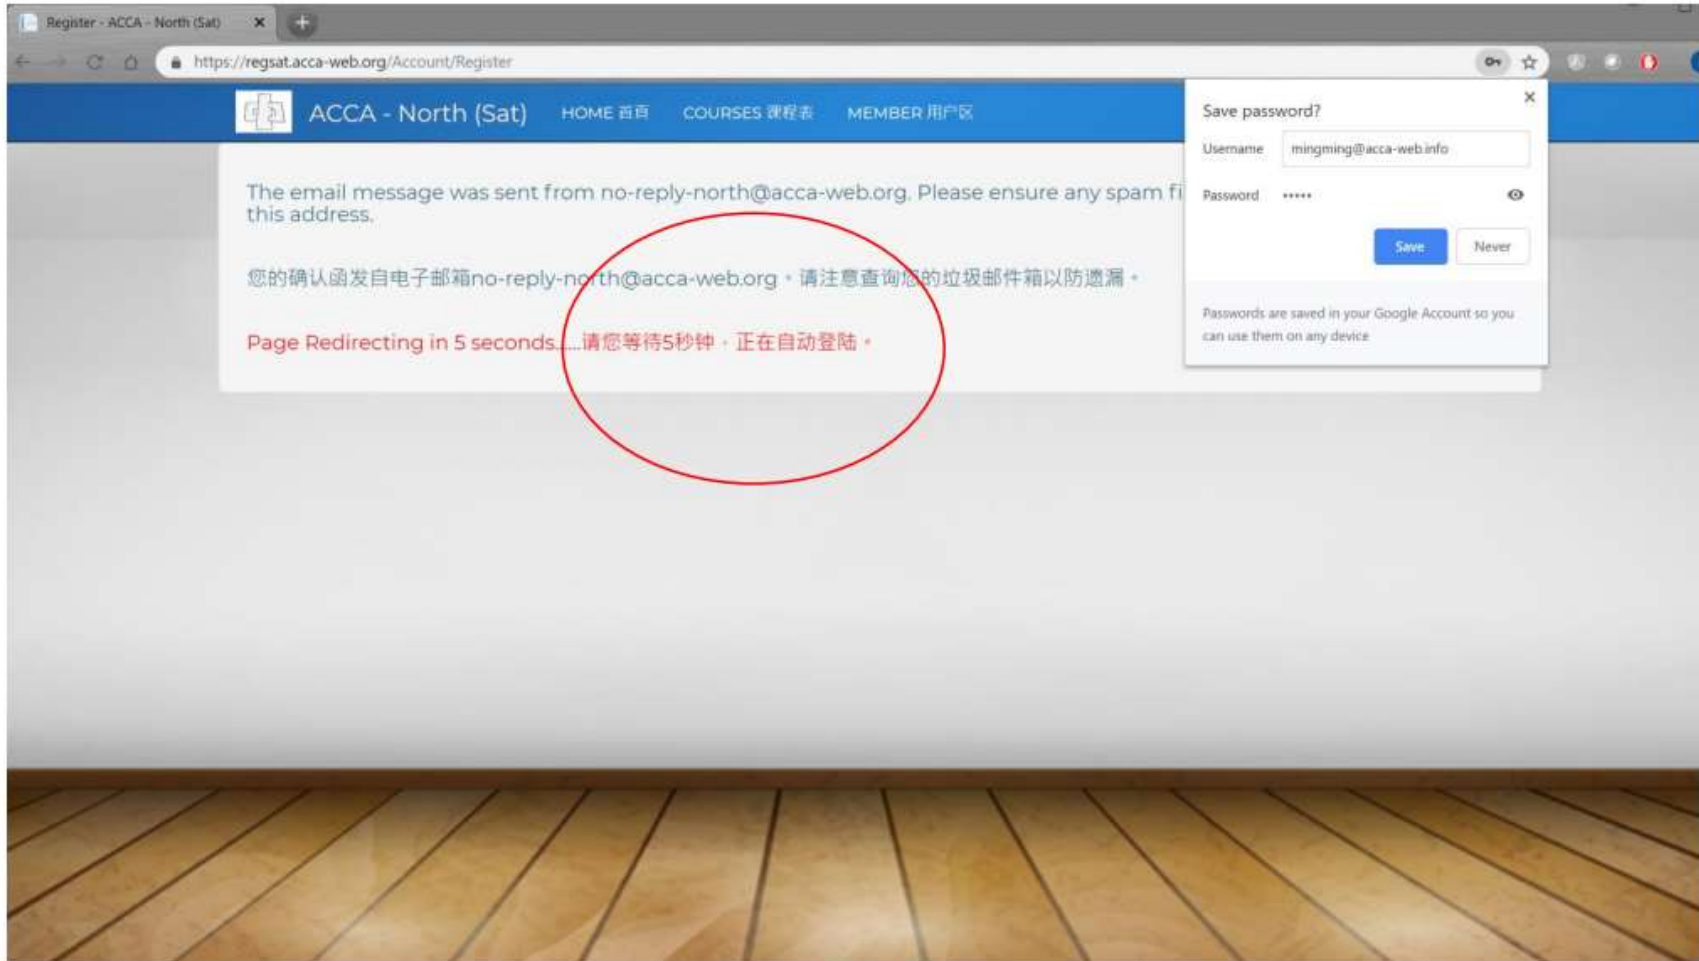 Register - ACCA - North (Sat)
https://regsat.acca-web.org/Account/Register
ACCA - North (Sat) HOME 首頁 COURSES 课程表 MEMBER 用户区
The email message was sent from no-reply-north@acca-web.org. Please ensure any spam fi
this address.
您的确认函发自电子邮箱no-reply-north@acca-web.org。请注意查询您的垃圾邮件箱以防遗漏。
Page Redirecting in 5 seconds......请您等待5秒钟，正在自动登陆。
Save password?
Username mingming@acca-web.info
Password •••••
Save Never
Passwords are saved in your Google Account so you
can use them on any device